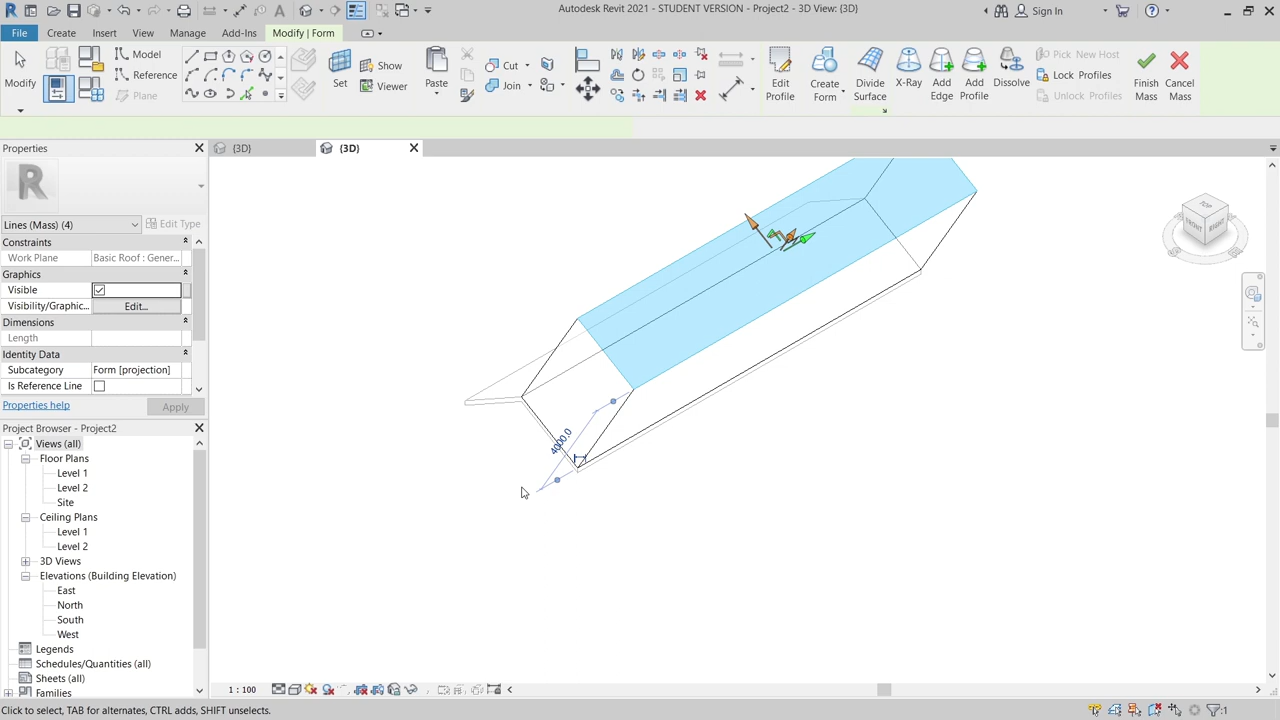 Autodesk Revit 2021 - STUDENT VERSION - Project2 - 3D View: {3D}
Sign In
File
Create
Insert
View
Manage
Add-Ins
Modify | Form
Modify
Model
Reference
Plane
Set
Show
Viewer
Paste
Cut
Join
Edit Profile
Create Form
Divide Surface
X-Ray
Add Edge
Add Profile
Dissolve
Pick New Host
Lock Profiles
Unlock Profiles
Finish Mass
Cancel Mass
Properties
(3D)
(3D)
R
Lines (Mass) (4)
Edit Type
Constraints
Work Plane
Basic Roof : Gener...
Graphics
Visible
Visibility/Graphic...
Edit...
Dimensions
Length
Identity Data
Subcategory
Form [projection]
Is Reference Line
Properties help
Apply
Project Browser - Project2
Views (all)
Floor Plans
Level 1
Level 2
Site
Ceiling Plans
Level 1
Level 2
3D Views
Elevations (Building Elevation)
East
North
South
West
Legends
Schedules/Quantities (all)
Sheets (all)
Families
4000.0
TOP
FRONT
RIGHT
1 : 100
Click to select, TAB for alternates, CTRL adds, SHIFT unselects.
:1